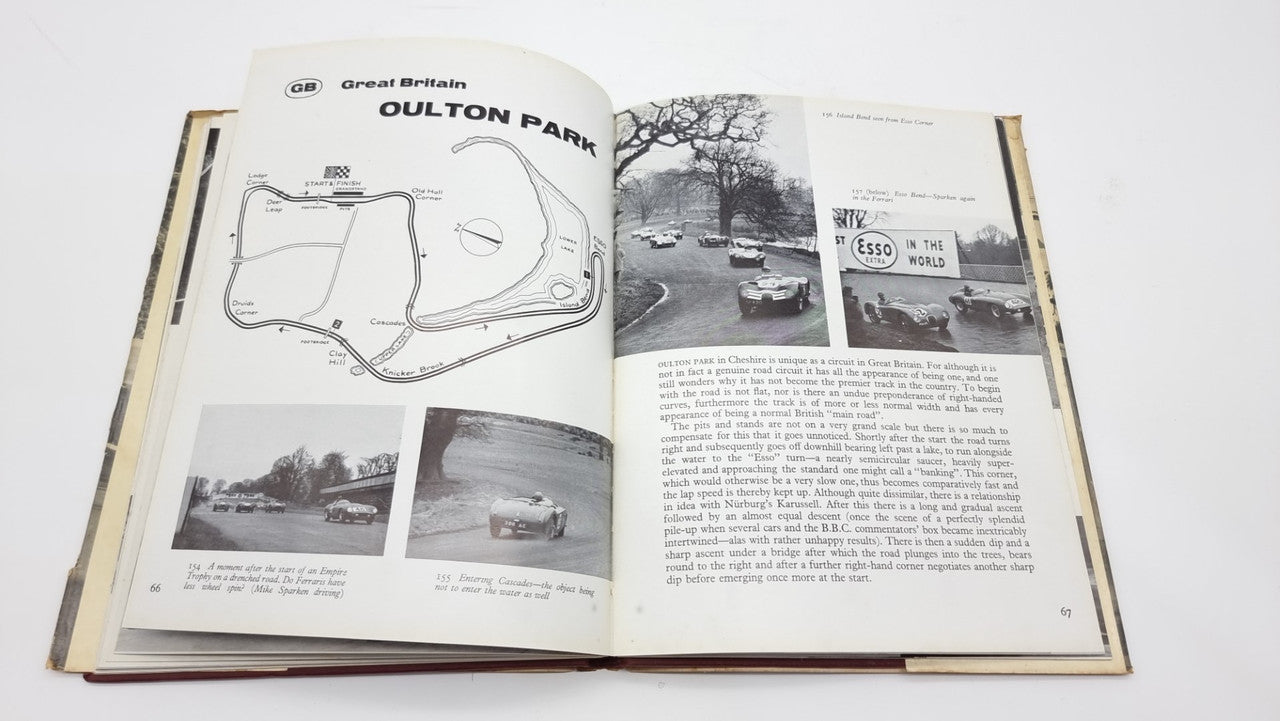 GB Great Britain
OULTON PARK
Lodge
Corner
START & FINISH
GRANDSTAND
Old Hall
Corner
Deer
Leap
FOOTBRIDGE
PITS
LOWER
LAKE
ESSO
Island
Druids
Corner
Cascades
FOOTBRIDGE
Clay
Hill
Knicker Brook
154 A moment after the start of an Empire
Trophy on a drenched road. Do Ferraris have
less wheel spin? (Mike Sparken driving)
200 AE
155 Entering Cascades—the object being
not to enter the water as well
66
156 Island Bend seen from Esso Corner
157 (below) Esso Bend—Sparken again
in the Ferrari
ST Esso IN THE
EXTRA WORLD
OULTON PARK in Cheshire is unique as a circuit in Great Britain. For although it is
not in fact a genuine road circuit it has all the appearance of being one, and one
still wonders why it has not become the premier track in the country. To begin
with the road is not flat, nor is there an undue preponderance of right-handed
curves, furthermore the track is of more or less normal width and has every
appearance of being a normal British "main road".
The pits and stands are not on a very grand scale but there is so much to
compensate for this that it goes unnoticed. Shortly after the start the road turns
right and subsequently goes off downhill bearing left past a lake, to run alongside
the water to the "Esso" turn—a nearly semicircular saucer, heavily super-
elevated and approaching the standard one might call a "banking". This corner,
which would otherwise be a very slow one, thus becomes comparatively fast and
the lap speed is thereby kept up. Although quite dissimilar, there is a relationship
in idea with Nürburg's Karussell. After this there is a long and gradual ascent
followed by an almost equal descent (once the scene of a perfectly splendid
pile-up when several cars and the B.B.C. commentators' box became inextricably
intertwined—alas with rather unhappy results). There is then a sudden dip and a
sharp ascent under a bridge after which the road plunges into the trees, bears
round to the right and after a further right-hand corner negotiates another sharp
dip before emerging once more at the start.
67